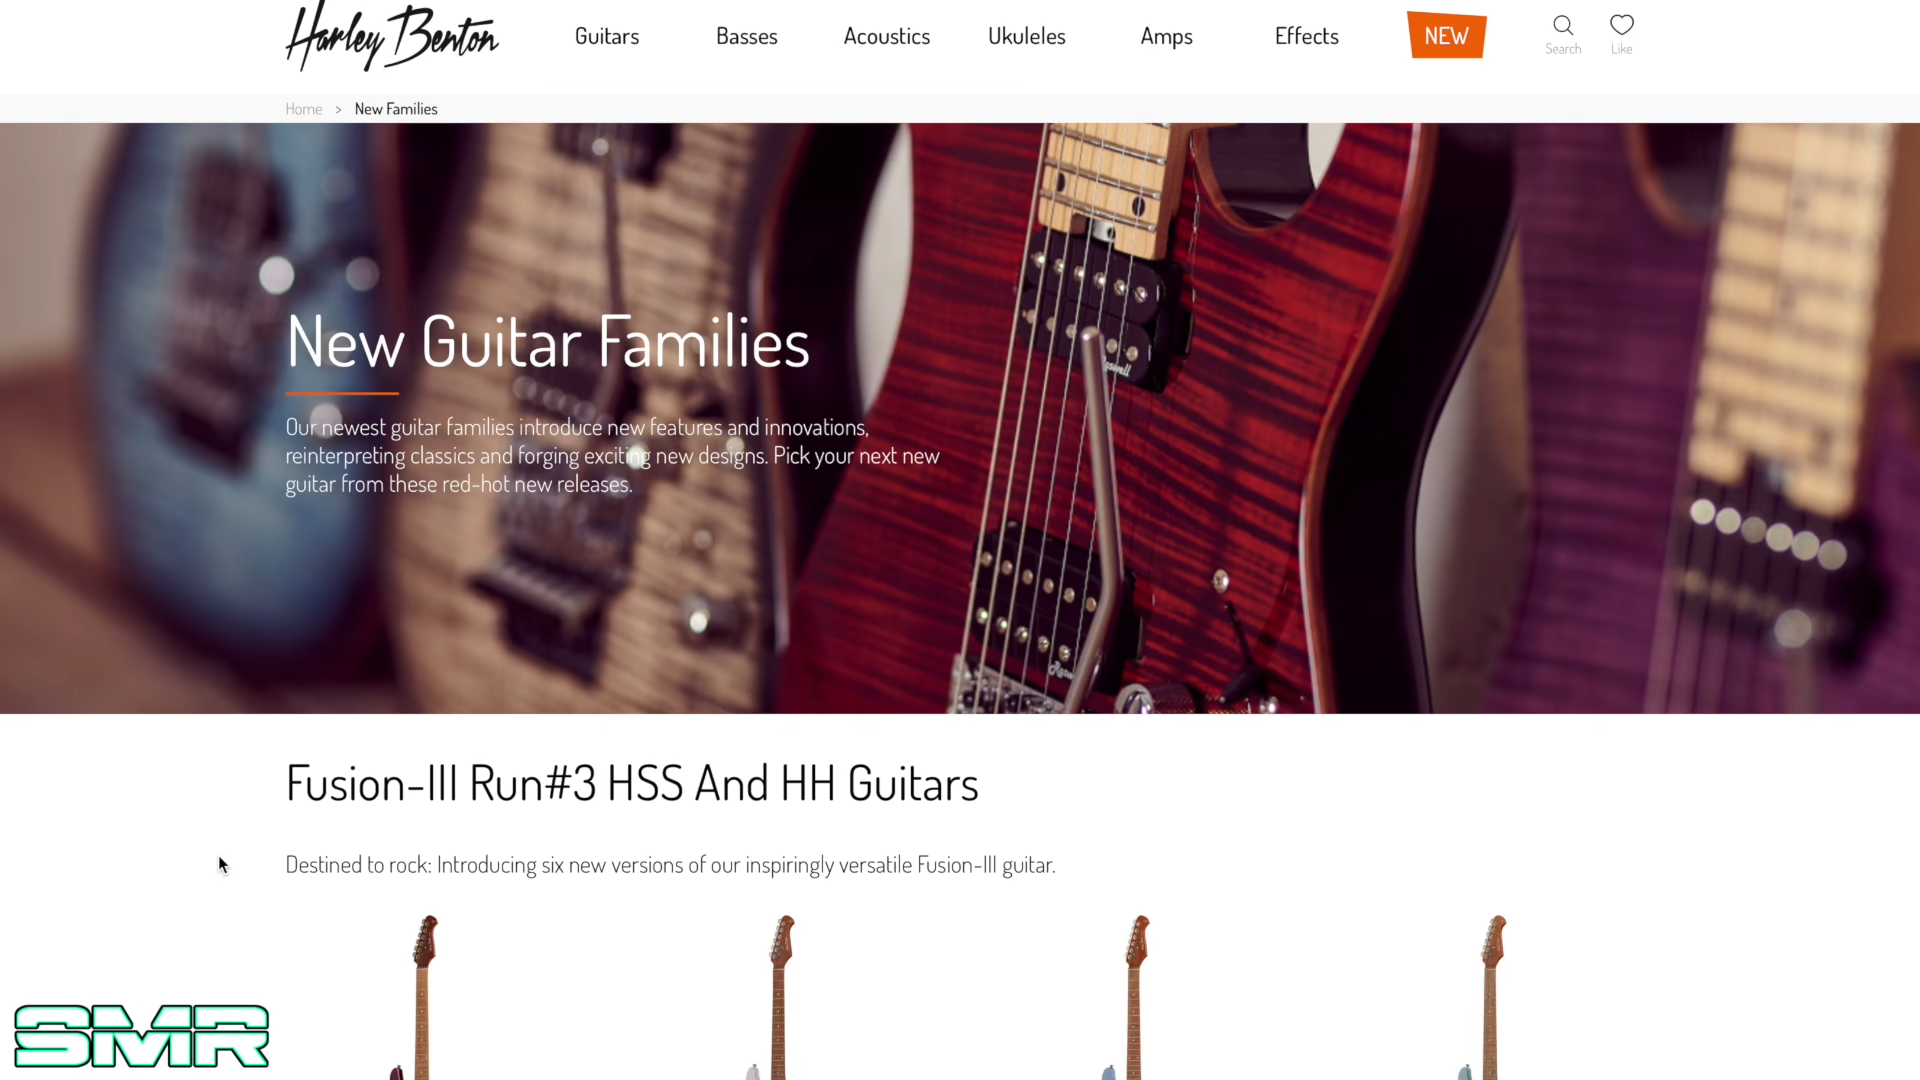 Harley Benton
Guitars
Basses
Acoustics
Ukuleles
Amps
Effects
NEW
Search
Like
Home > New Families
New Guitar Families
Our newest guitar families introduce new features and innovations,
reinterpreting classics and forging exciting new designs. Pick your next new
guitar from these red-hot new releases.
Fusion-III Run#3 HSS And HH Guitars
Destined to rock: Introducing six new versions of our inspiringly versatile Fusion-III guitar.
SMR